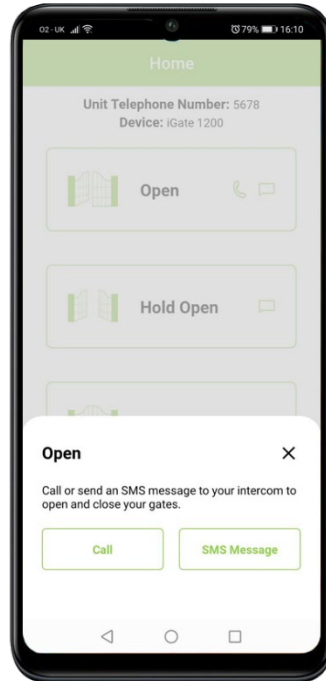 O2-UK 79% 16:10
Home
Unit Telephone Number: 5678
Device: iGate 1200
Open
Hold Open
Open
Call or send an SMS message to your intercom to
open and close your gates.
Call SMS Message